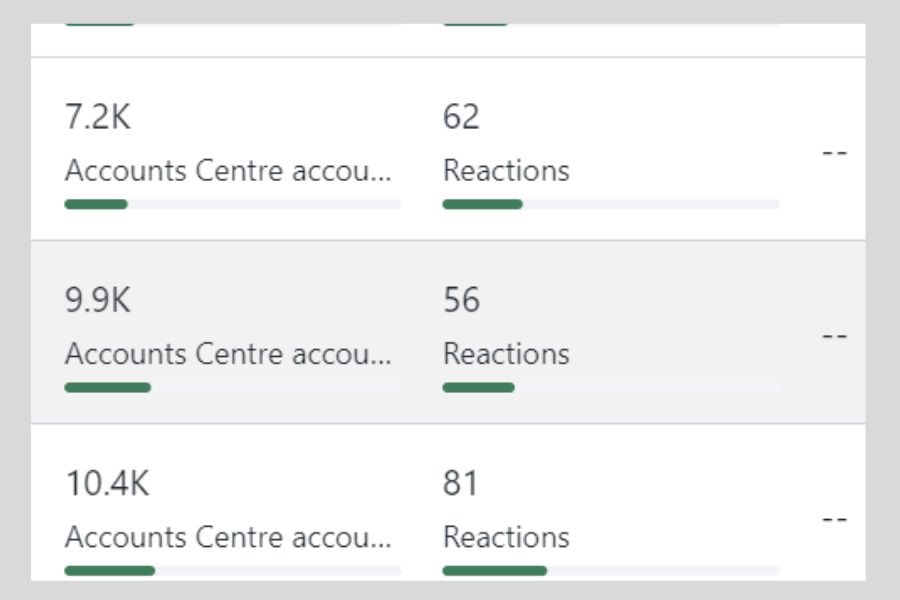 7.2K
62
Accounts Centre accou...
Reactions
--
9.9K
56
Accounts Centre accou...
Reactions
--
10.4K
81
Accounts Centre accou...
Reactions
--